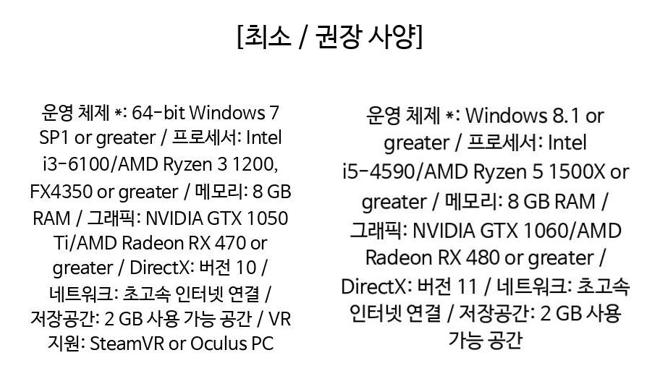 [최소 / 권장 사양]
운영 체제 *: 64-bit Windows 7
SP1 or greater / 프로세서: Intel
i3-6100/AMD Ryzen 3 1200,
FX4350 or greater / 메모리: 8 GB
RAM / 그래픽: NVIDIA GTX 1050
Ti/AMD Radeon RX 470 or
greater / DirectX: 버전 10 /
네트워크: 초고속 인터넷 연결 /
저장공간: 2 GB 사용 가능 공간 / VR
지원: SteamVR or Oculus PC
운영 체제 *: Windows 8.1 or
greater / 프로세서: Intel
i5-4590/AMD Ryzen 5 1500X or
greater / 메모리: 8 GB RAM /
그래픽: NVIDIA GTX 1060/AMD
Radeon RX 480 or greater /
DirectX: 버전 11 / 네트워크: 초고속
인터넷 연결 / 저장공간: 2 GB 사용
가능 공간